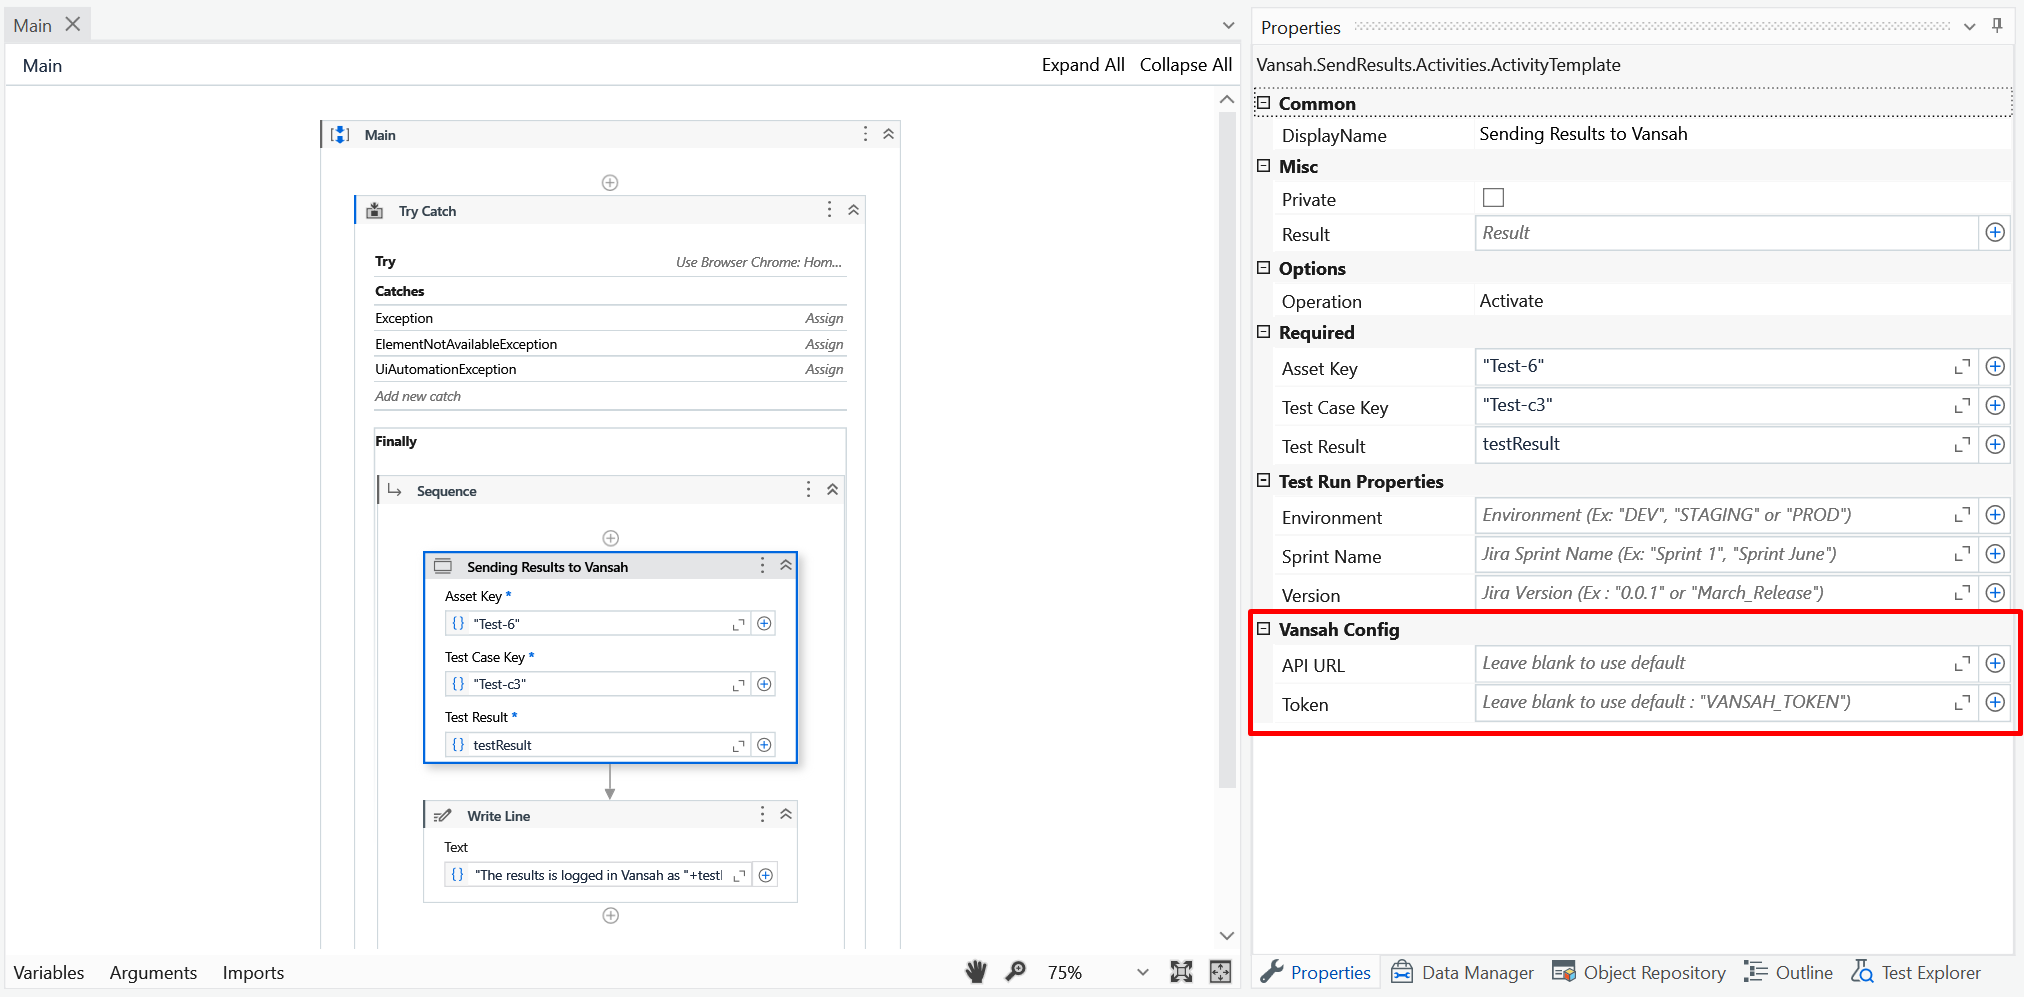 Main
Main
Expand All Collapse All
Main
Try Catch
Try Use Browser Chrome: Hom...
Catches
Exception Assign
ElementNotAvailableException Assign
UiAutomationException Assign
Add new catch
Finally
Sequence
Sending Results to Vansah
Asset Key *
{} "Test-6"
Test Case Key *
{} "Test-c3"
Test Result *
{} testResult
Write Line
Text
{} "The results is logged in Vansah as "+testl
Variables Arguments Imports
75%
Properties
Vansah.SendResults.Activities.ActivityTemplate
Common
DisplayName Sending Results to Vansah
Misc
Private
Result Result
Options
Operation Activate
Required
Asset Key "Test-6"
Test Case Key "Test-c3"
Test Result testResult
Test Run Properties
Environment Environment (Ex: "DEV", "STAGING" or "PROD")
Sprint Name Jira Sprint Name (Ex: "Sprint 1", "Sprint June")
Version Jira Version (Ex : "0.0.1" or "March_Release")
Vansah Config
API URL Leave blank to use default
Token Leave blank to use default : "VANSAH_TOKEN")
Properties Data Manager Object Repository Outline Test Explorer